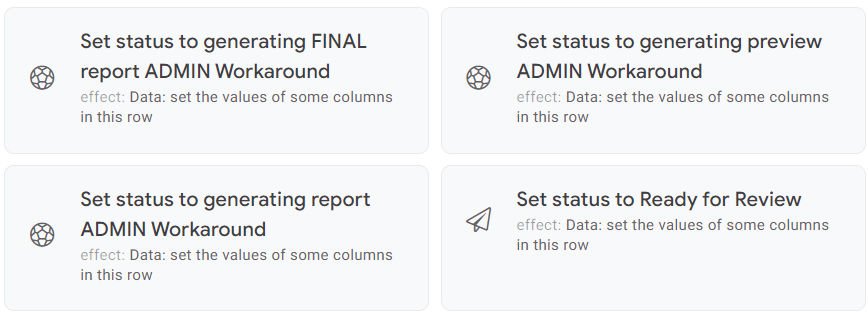 Set status to generating FINAL
report ADMIN Workaround
effect: Data: set the values of some columns
in this row
Set status to generating preview
ADMIN Workaround
effect: Data: set the values of some columns
in this row
Set status to generating report
ADMIN Workaround
effect: Data: set the values of some columns
in this row
Set status to Ready for Review
effect: Data: set the values of some columns
in this row